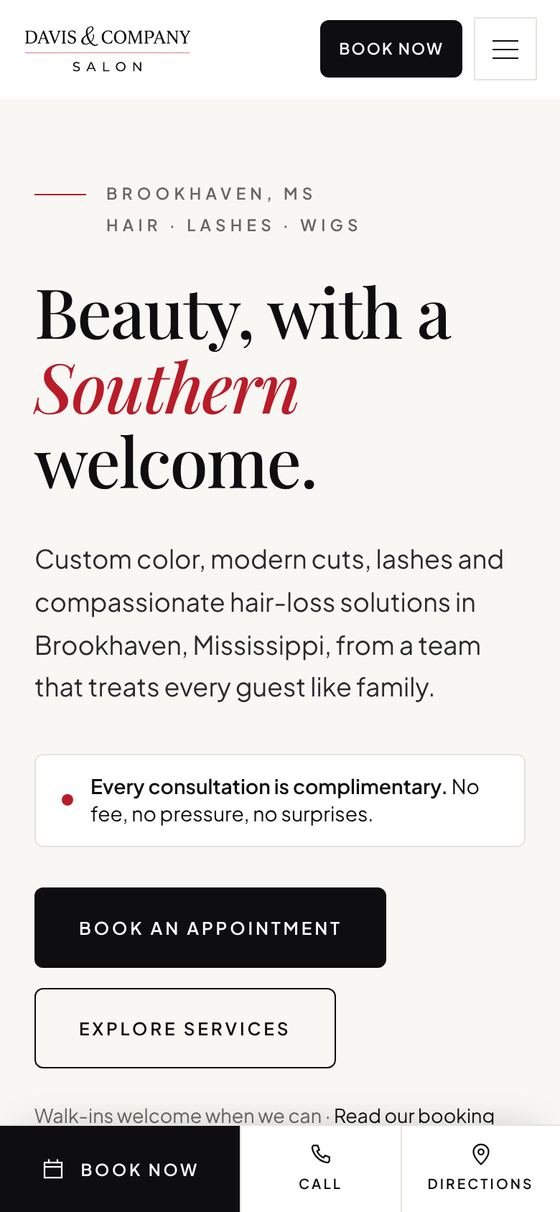 DAVIS & COMPANY
SALON
BOOK NOW
BROOKHAVEN, MS
HAIR · LASHES · WIGS
Beauty, with a
Southern
welcome.
Custom color, modern cuts, lashes and
compassionate hair-loss solutions in
Brookhaven, Mississippi, from a team
that treats every guest like family.
Every consultation is complimentary. No
fee, no pressure, no surprises.
BOOK AN APPOINTMENT
EXPLORE SERVICES
Walk-ins welcome when we can · Read our booking
BOOK NOW
CALL
DIRECTIONS